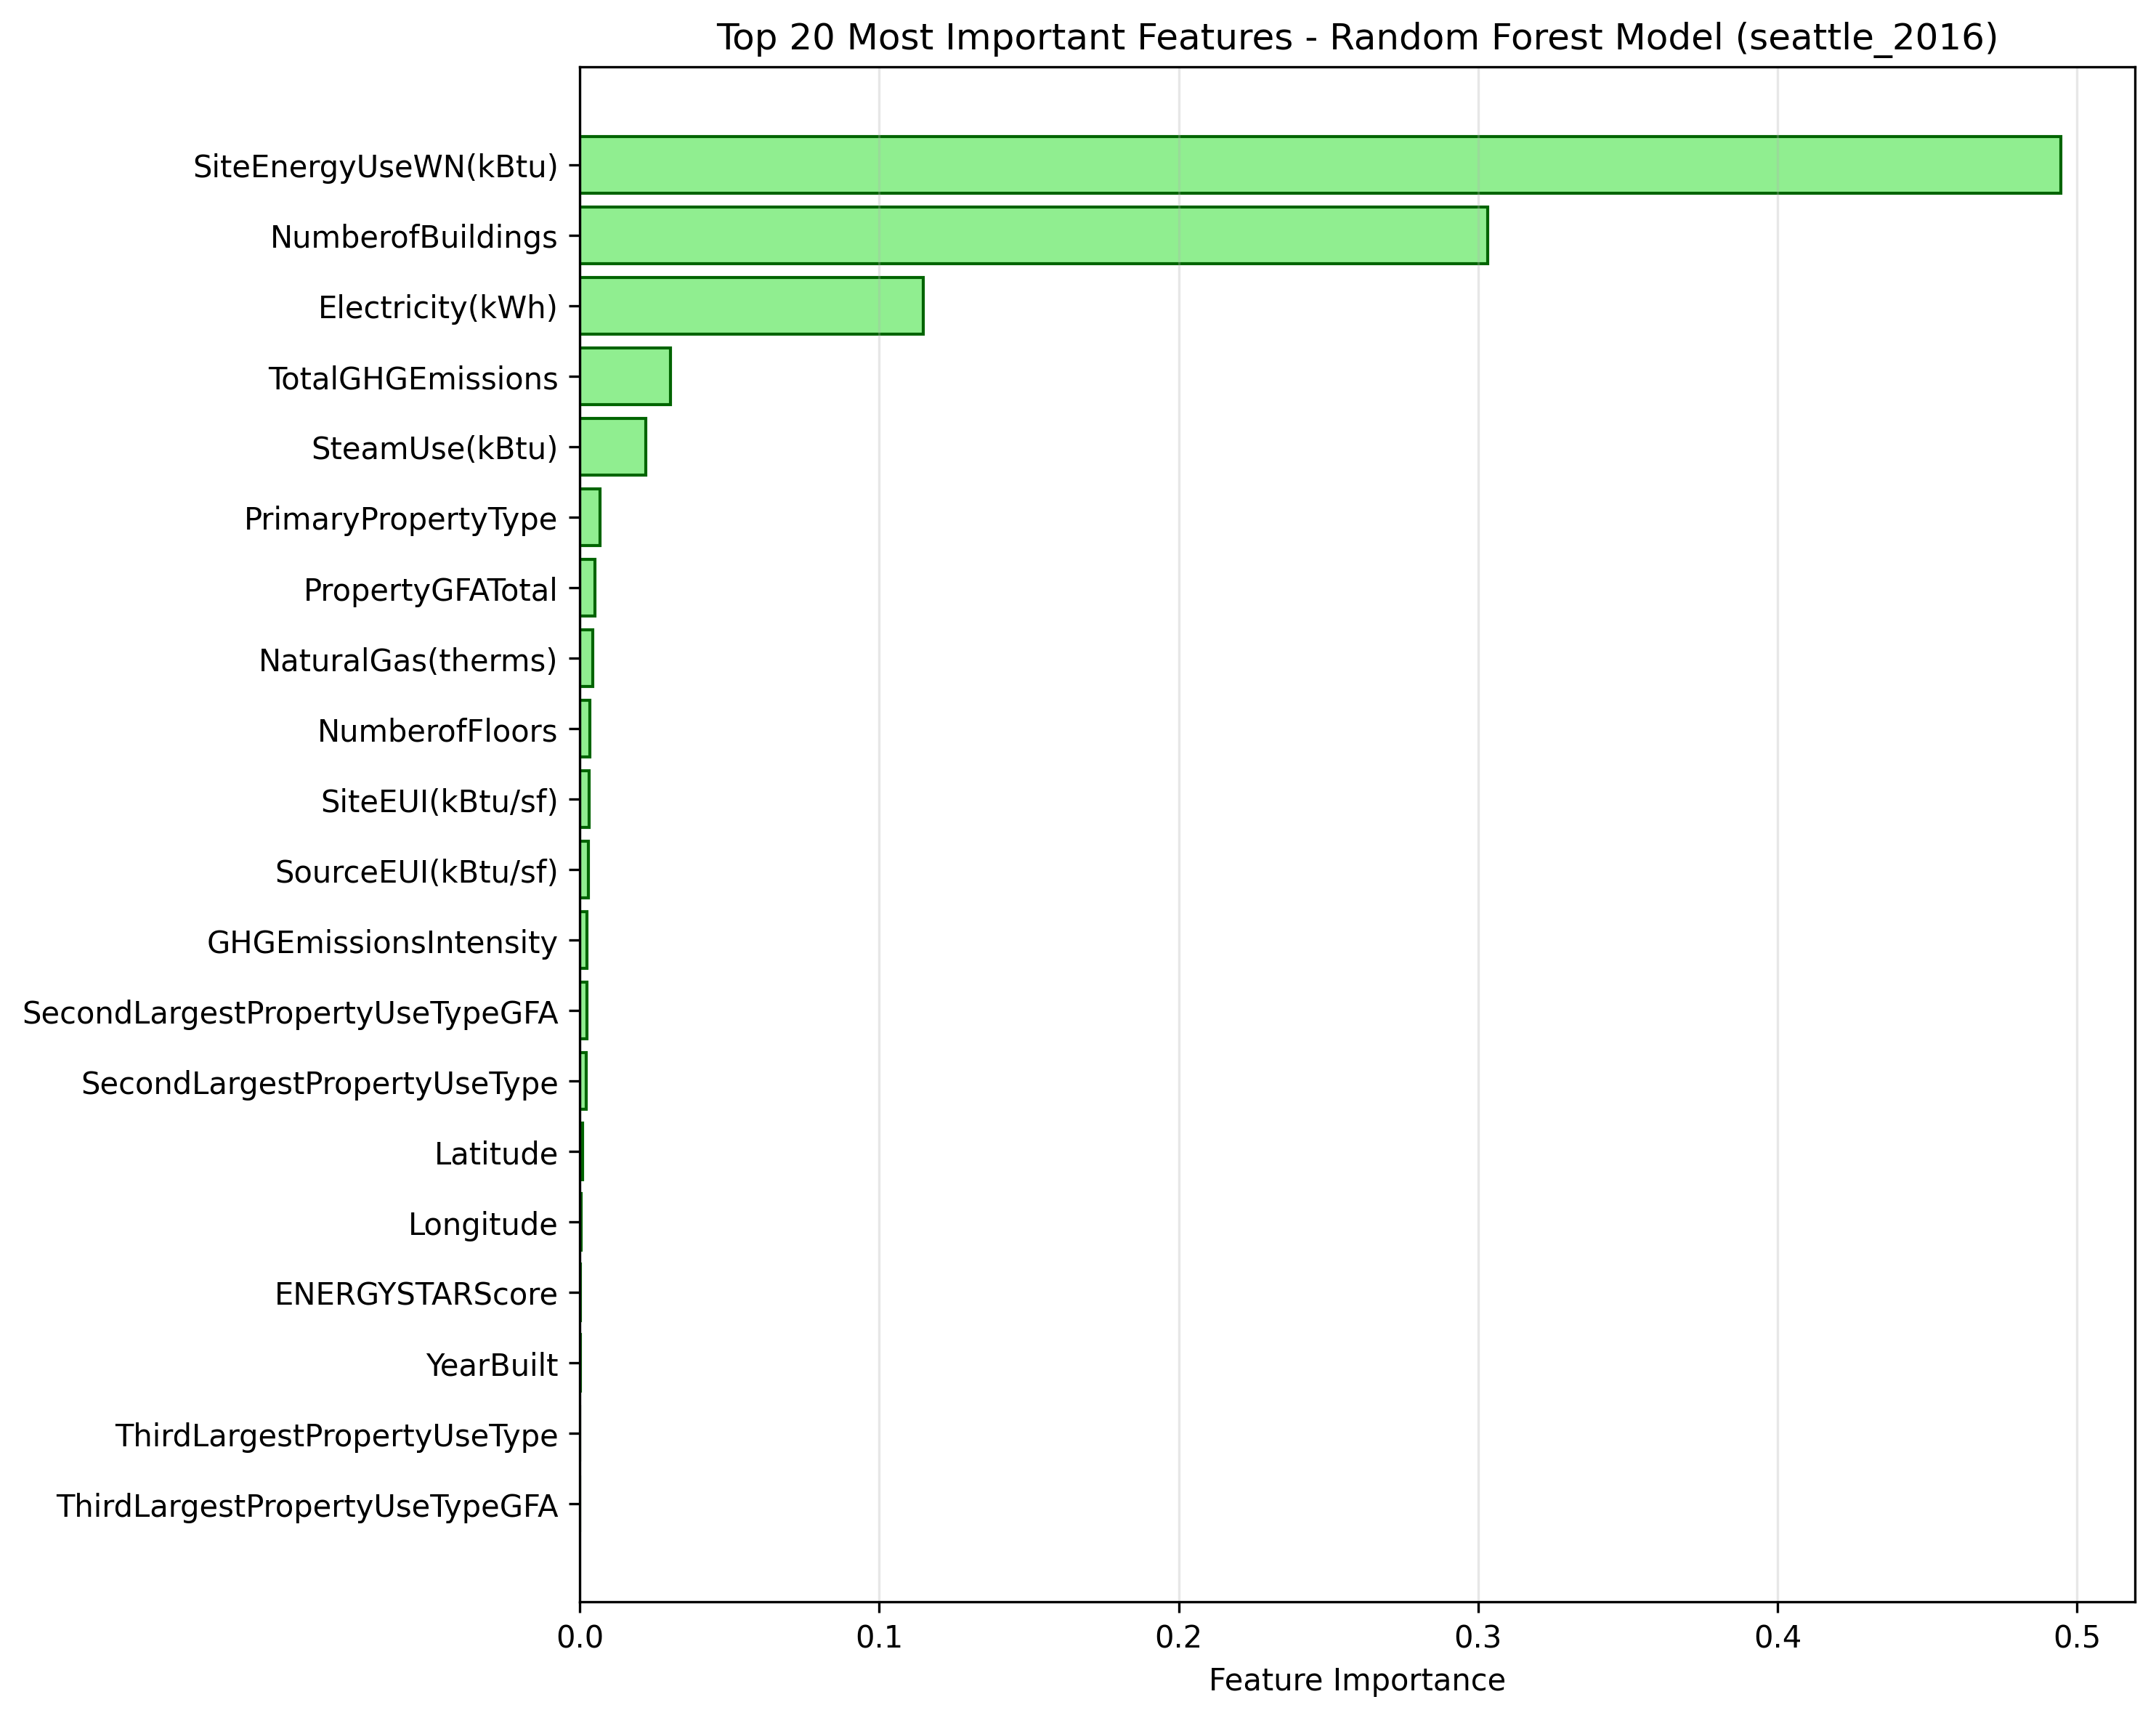 Top 20 Most Important Features - Random Forest Model (seattle_2016)
SiteEnergyUseWN(kBtu)
NumberofBuildings
Electricity(kWh)
TotalGHGEmissions
SteamUse(kBtu)
PrimaryPropertyType
PropertyGFATotal
NaturalGas(therms)
NumberofFloors
SiteEUI(kBtu/sf)
SourceEUI(kBtu/sf)
GHGEmissionsIntensity
SecondLargestPropertyUseTypeGFA
SecondLargestPropertyUseType
Latitude
Longitude
ENERGYSTARScore
YearBuilt
ThirdLargestPropertyUseType
ThirdLargestPropertyUseTypeGFA
0.0 0.1 0.2 0.3 0.4 0.5
Feature Importance